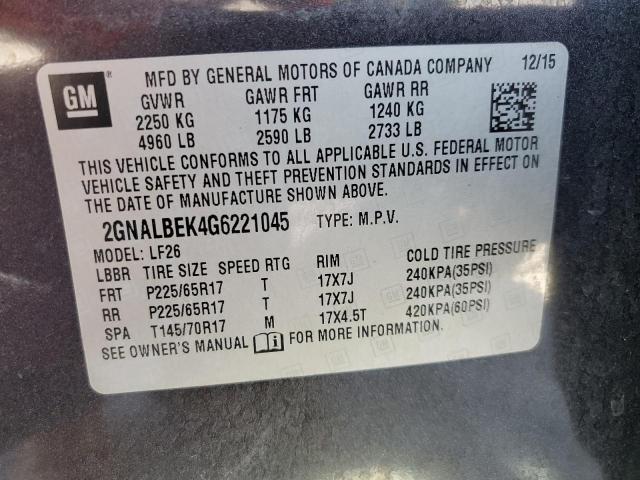 GM ® MFD BY GENERAL MOTORS OF CANADA COMPANY 12/15
GVWR GAWR FRT GAWR RR
2250 KG 1175 KG 1240 KG
4960 LB 2590 LB 2733 LB
THIS VEHICLE CONFORMS TO ALL APPLICABLE U.S. FEDERAL MOTOR
VEHICLE SAFETY AND THEFT PREVENTION STANDARDS IN EFFECT ON
THE DATE OF MANUFACTURE SHOWN ABOVE.
2GNALBEK4G6221045 TYPE: M.P.V.
MODEL: LF26
LBBR TIRE SIZE SPEED RTG RIM COLD TIRE PRESSURE
FRT P225/65R17 T 17X7J 240KPA(35PSI)
RR P225/65R17 T 17X7J 240KPA(35PSI)
SPA T145/70R17 M 17X4.5T 420KPA(60PSI)
SEE OWNER'S MANUAL FOR MORE INFORMATION.